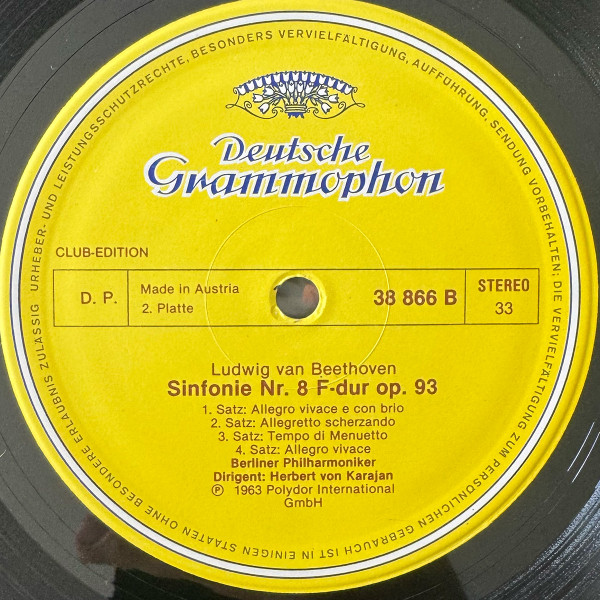 URHEBER- UND LEISTUNGSSCHUTZRECHTE, BESONDERS VERVIELFÄLTIGUNG, AUFFÜHRUNG, SENDUNG VORBEHALTEN; DIE VERVIELFÄLTIGUNG ZUM PERSÖNLICHEN GEBRAUCH IST IN EINIGEN STAATEN OHNE BESONDERE ERLAUBNIS ZULÄSSIG
Deutsche
Grammophon
CLUB-EDITION
D. P.
Made in Austria
2. Platte
38 866 B
STEREO
33
Ludwig van Beethoven
Sinfonie Nr. 8 F-dur op. 93
1. Satz: Allegro vivace e con brio
2. Satz: Allegretto scherzando
3. Satz: Tempo di Menuetto
4. Satz: Allegro vivace
Berliner Philharmoniker
Dirigent: Herbert von Karajan
Ⓟ 1963 Polydor International
GmbH